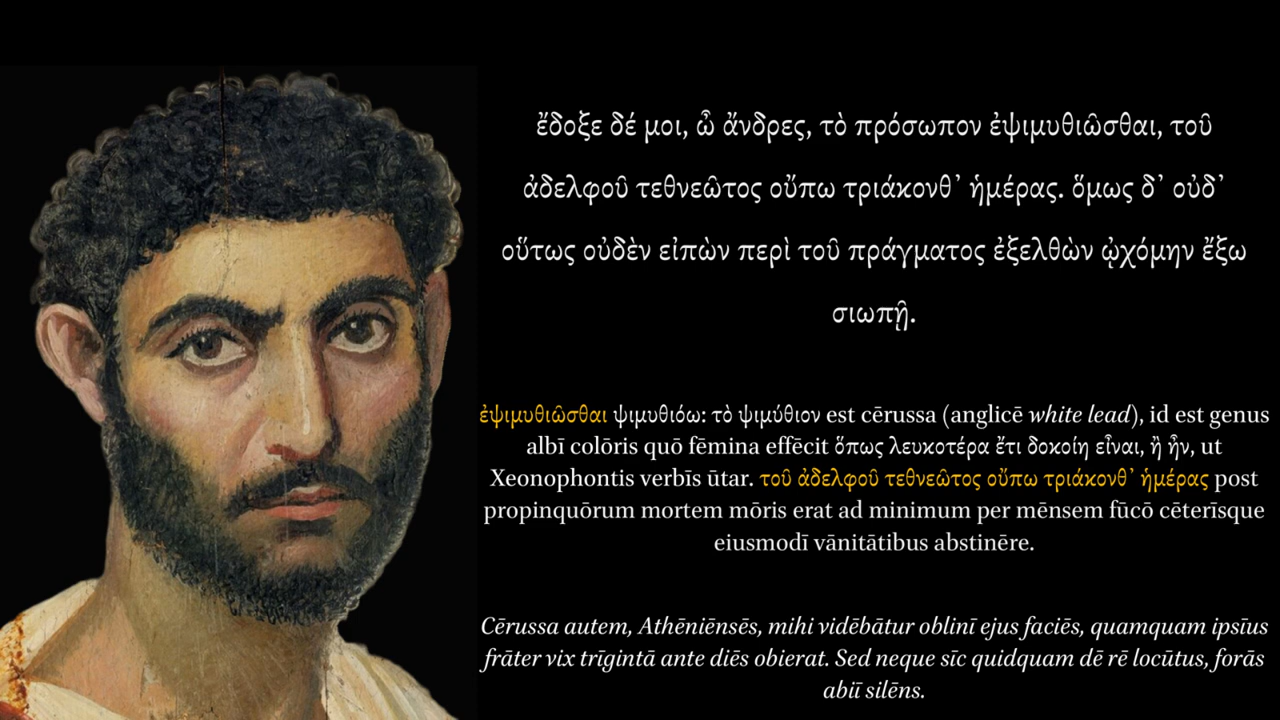 ἔδοξε δέ μοι, ὦ ἄνδρες, τὸ πρόσωπον ἐψιμυθιῶσθαι, τοῦ
ἀδελφοῦ τεθνεῶτος οὔπω τριάκονθ᾽ ἡμέρας. ὅμως δ᾽ οὐδ᾽
οὕτως οὐδὲν εἰπὼν περὶ τοῦ πράγματος ἐξελθὼν ᾠχόμην ἔξω
σιωπῇ.
ἐψιμυθιῶσθαι ψιμυθιόω: τὸ ψιμύθιον est cērussa (anglicē white lead), id est genus
albī colōris quō fēmina effēcit ὅπως λευκοτέρα ἔτι δοκοίη εἶναι, ἢ ἦν, ut
Xeonophontis verbīs ūtar. τοῦ ἀδελφοῦ τεθνεῶτος οὔπω τριάκονθ᾽ ἡμέρας post
propinquōrum mortem mōris erat ad minimum per mēnsem fūcō cēterīsque
eiusmodī vānitātibus abstinēre.
Cērussa autem, Athēniēnsēs, mihi vidēbātur oblinī ejus faciēs, quamquam ipsīus
frāter vix trīgintā ante diēs obierat. Sed neque sīc quidquam dē rē locūtus, forās
abiī silēns.